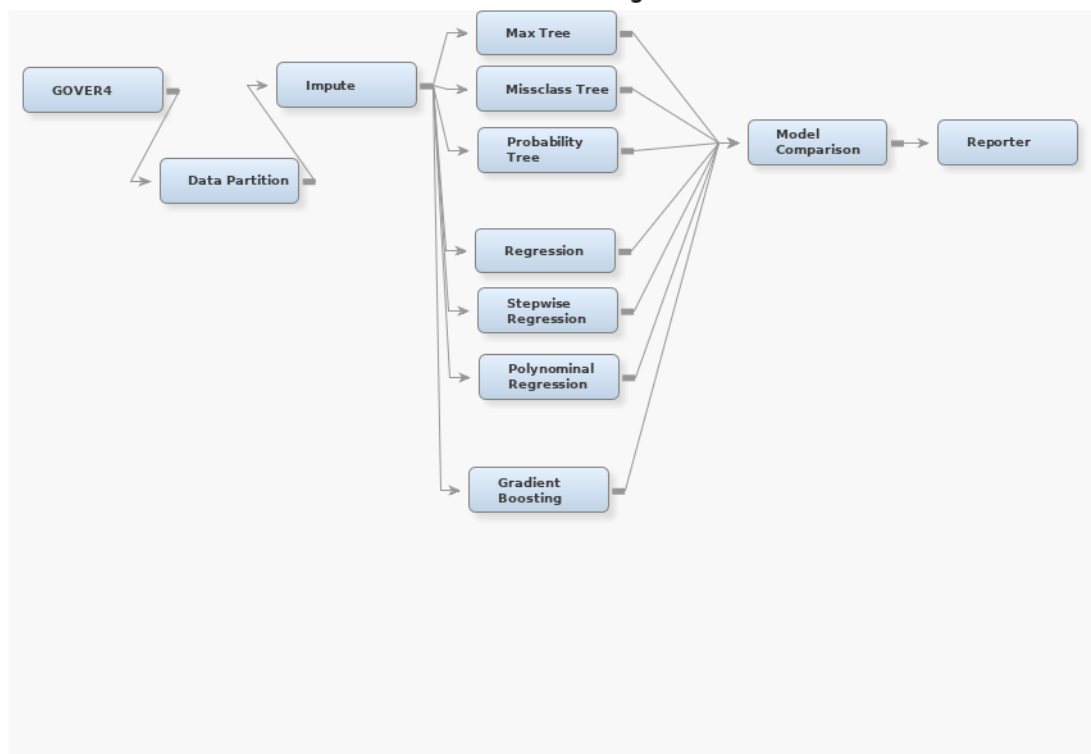 GOVER4
Data Partition
Impute
Max Tree
Missclass Tree
Probability
Tree
Regression
Stepwise
Regression
Polynominal
Regression
Gradient
Boosting
Model
Comparison
Reporter